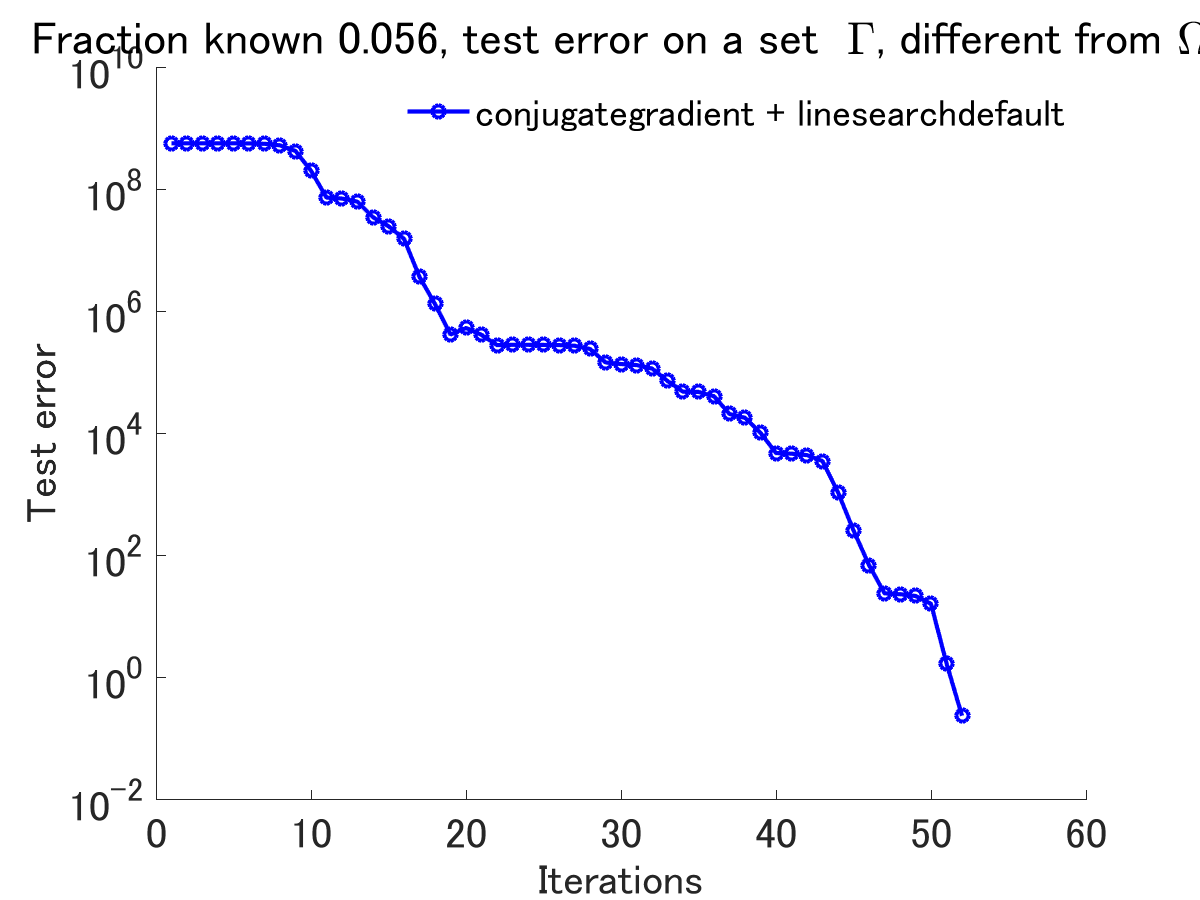 Fraction known 0.056, test error on a set Γ, different from Ω
10^10
conjugategradient + linesearchdefault
10^8
10^6
10^4
10^2
10^0
10^-2
Test error
0 10 20 30 40 50 60
Iterations